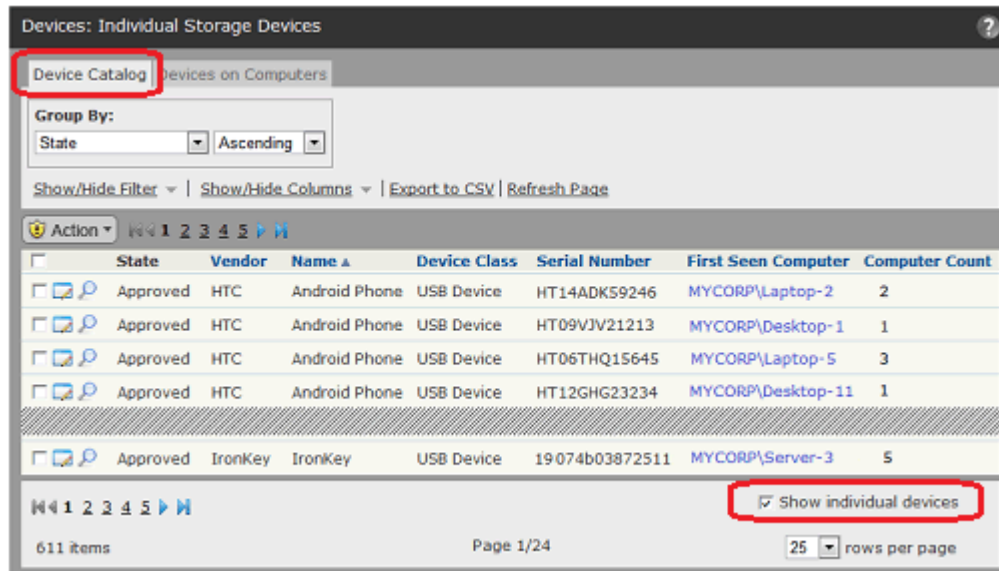 Devices: Individual Storage Devices ?
Device Catalog Devices on Computers
Group By:
State Ascending
Show/Hide Filter | Show/Hide Columns | Export to CSV | Refresh Page
Action 1 2 3 4 5
State Vendor Name Device Class Serial Number First Seen Computer Computer Count
Approved HTC Android Phone USB Device HT14ADK59246 MYCORP\Laptop-2 2
Approved HTC Android Phone USB Device HT09VJV21213 MYCORP\Desktop-1 1
Approved HTC Android Phone USB Device HT06THQ15645 MYCORP\Laptop-5 3
Approved HTC Android Phone USB Device HT12GHG23234 MYCORP\Desktop-11 1
Approved IronKey IronKey USB Device 19074b03872511 MYCORP\Server-3 5
1 2 3 4 5 Show individual devices
611 items Page 1/24 25 rows per page